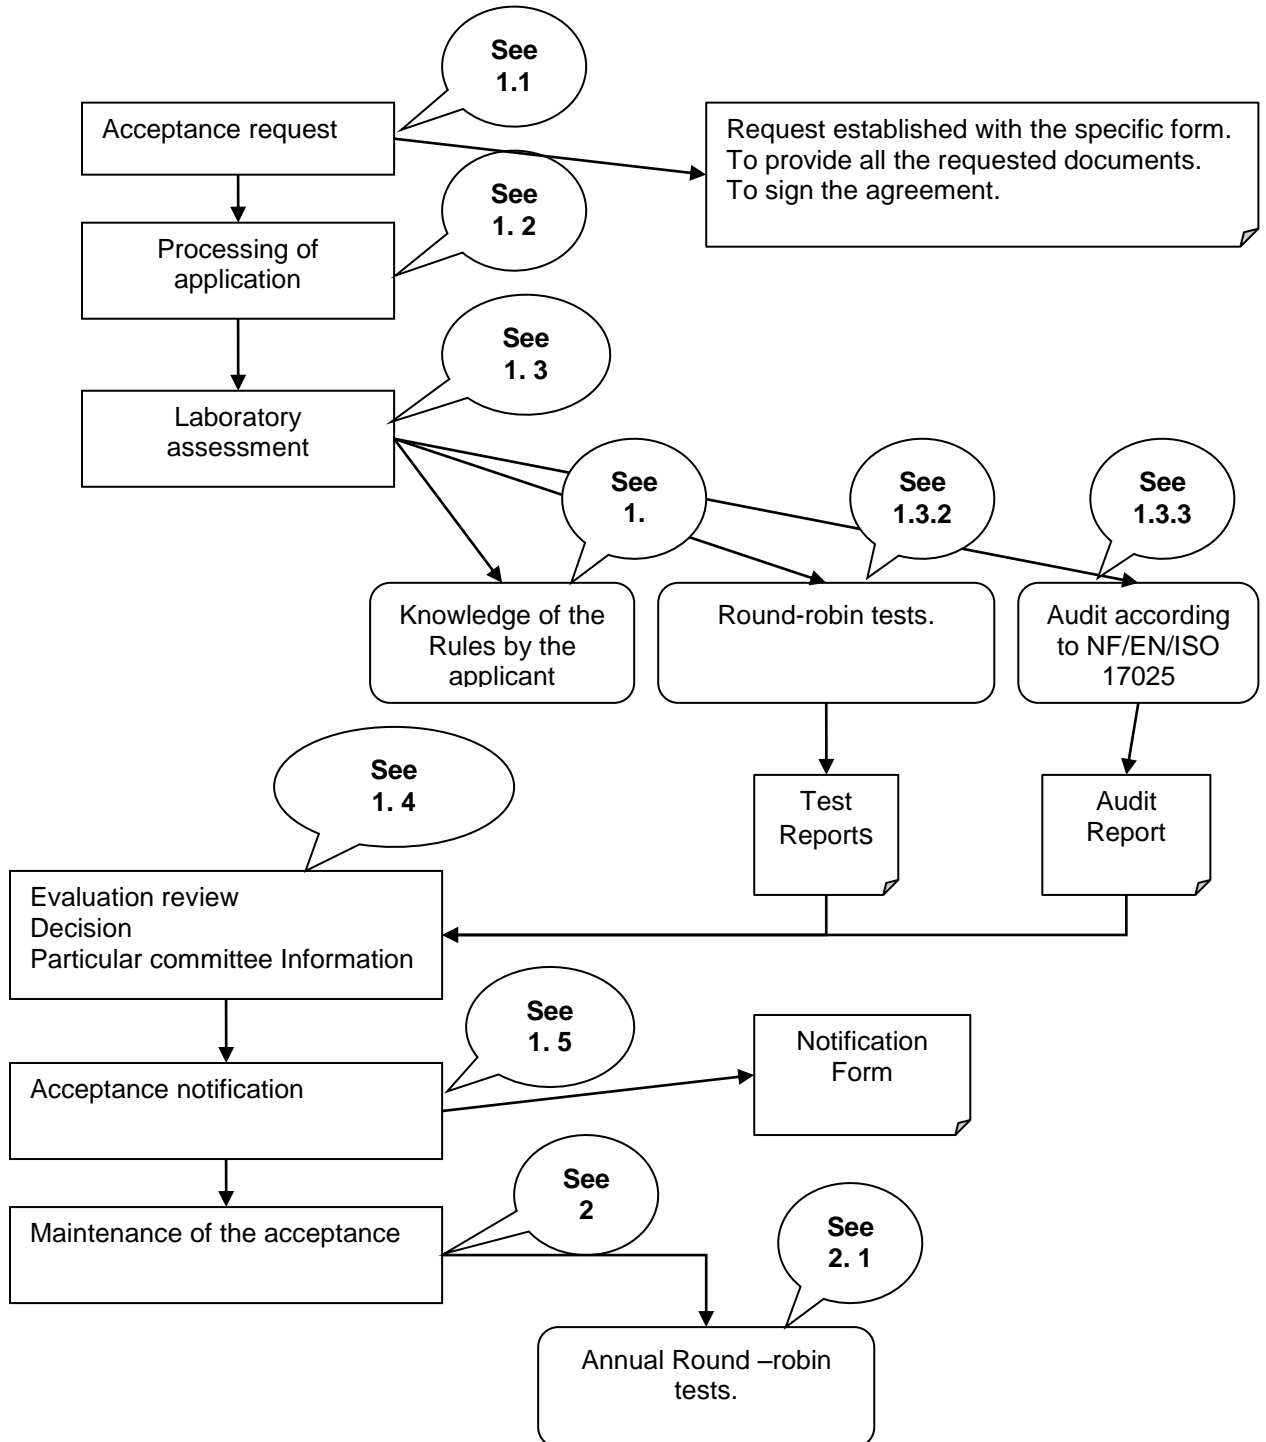 See
1.1
Acceptance request
Request established with the specific form.
To provide all the requested documents.
To sign the agreement.
See
1. 2
Processing of
application
See
1. 3
Laboratory
assessment
See
1.
See
1.3.2
See
1.3.3
Knowledge of the
Rules by the
applicant
Round-robin tests.
Audit according
to NF/EN/ISO
17025
See
1. 4
Test
Reports
Audit
Report
Evaluation review
Decision
Particular committee Information
See
1. 5
Notification
Form
Acceptance notification
See
2
Maintenance of the acceptance
See
2. 1
Annual Round –robin
tests.